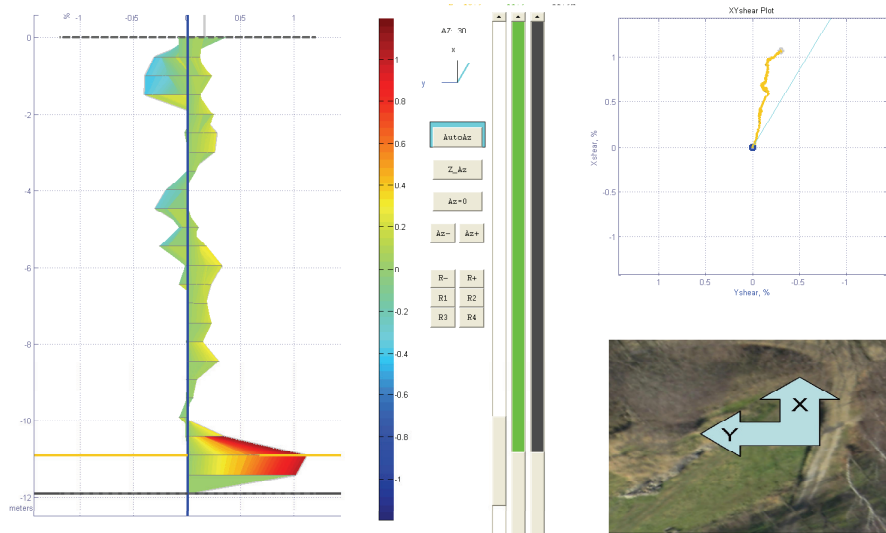 %
-1
-0.5
0
0.5
1
0
-2
-4
-6
-8
-10
-12
meters
1
0.8
0.6
0.4
0.2
0
-0.2
-0.4
-0.6
-0.8
-1
AZ: 30
x
y
AutoAz
Z_Az
Az=0
Az- Az+
R- R+
R1 R2
R3 R4
XYshear Plot
Xshear, %
1
0.5
0
-0.5
-1
1 0.5 0 -0.5 -1
Yshear, %
X
Y